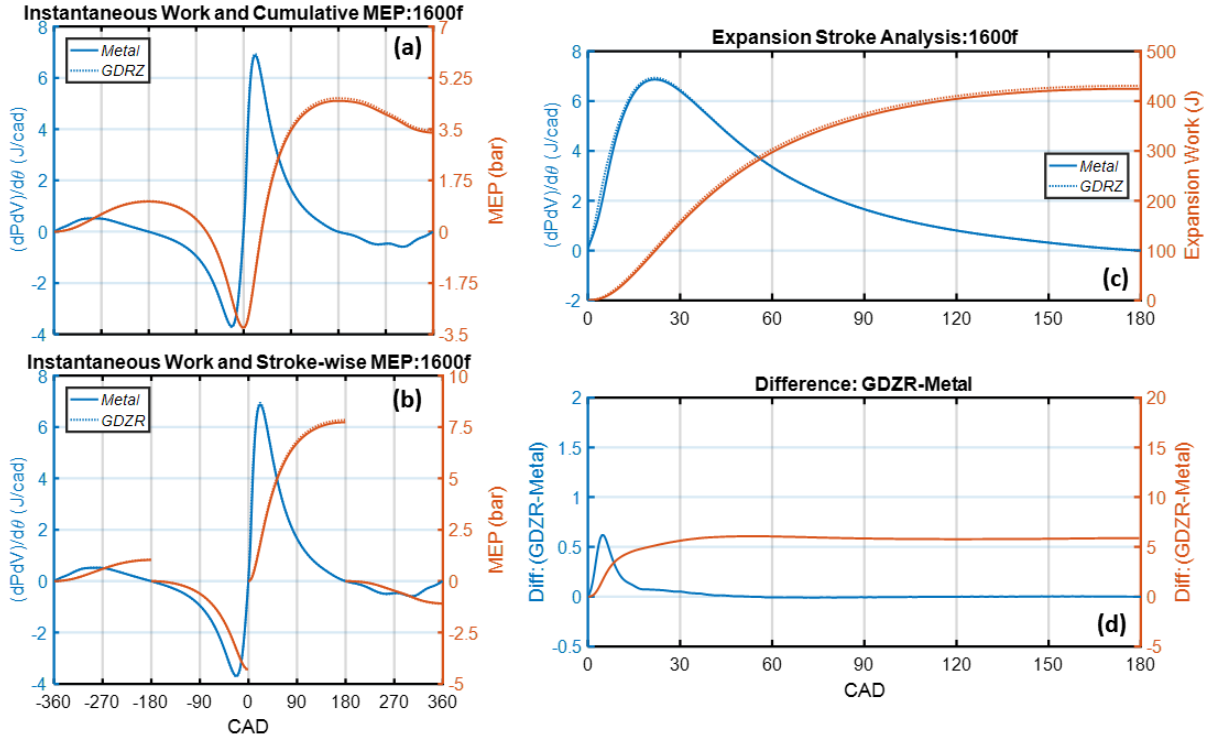 Instantaneous Work and Cumulative MEP:1600f
8
6
4
2
0
-2
-4
(dPdV)/dθ (J/cad)
Metal
GDRZ
(a)
7
5.25
3.5
1.75
0
-1.75
-3.5
MEP (bar)
Instantaneous Work and Stroke-wise MEP:1600f
8
6
4
2
0
-2
-4
(dPdV)/dθ (J/cad)
Metal
GDZR
(b)
10
7.5
5
2.5
0
-2.5
-5
MEP (bar)
-360 -270 -180 -90 0 90 180 270 360
CAD
Expansion Stroke Analysis:1600f
8
6
4
2
0
-2
(dPdV)/dθ (J/cad)
Metal
GDRZ
(c)
500
400
300
200
100
0
Expansion Work (J)
0 30 60 90 120 150 180
Difference: GDZR-Metal
2
1.5
1
0.5
0
-0.5
Diff: (GDZR-Metal)
(d)
20
15
10
5
0
-5
Diff: (GDZR-Metal)
0 30 60 90 120 150 180
CAD